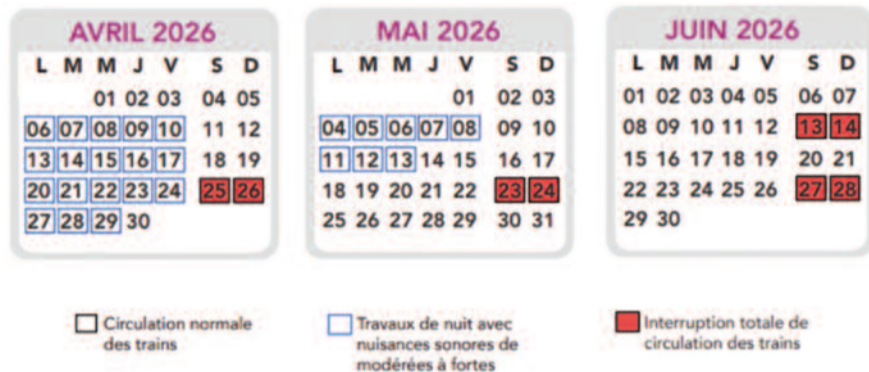 AVRIL 2026
L M M J V S D
01 02 03 04 05
06 07 08 09 10 11 12
13 14 15 16 17 18 19
20 21 22 23 24 25 26
27 28 29 30
MAI 2026
L M M J V S D
01 02 03
04 05 06 07 08 09 10
11 12 13 14 15 16 17
18 19 20 21 22 23 24
25 26 27 28 29 30 31
JUIN 2026
L M M J V S D
01 02 03 04 05 06 07
08 09 10 11 12 13 14
15 16 17 18 19 20 21
22 23 24 25 26 27 28
29 30
Circulation normale
des trains
Travaux de nuit avec
nuisances sonores de
modérées à fortes
Interruption totale de
circulation des trains